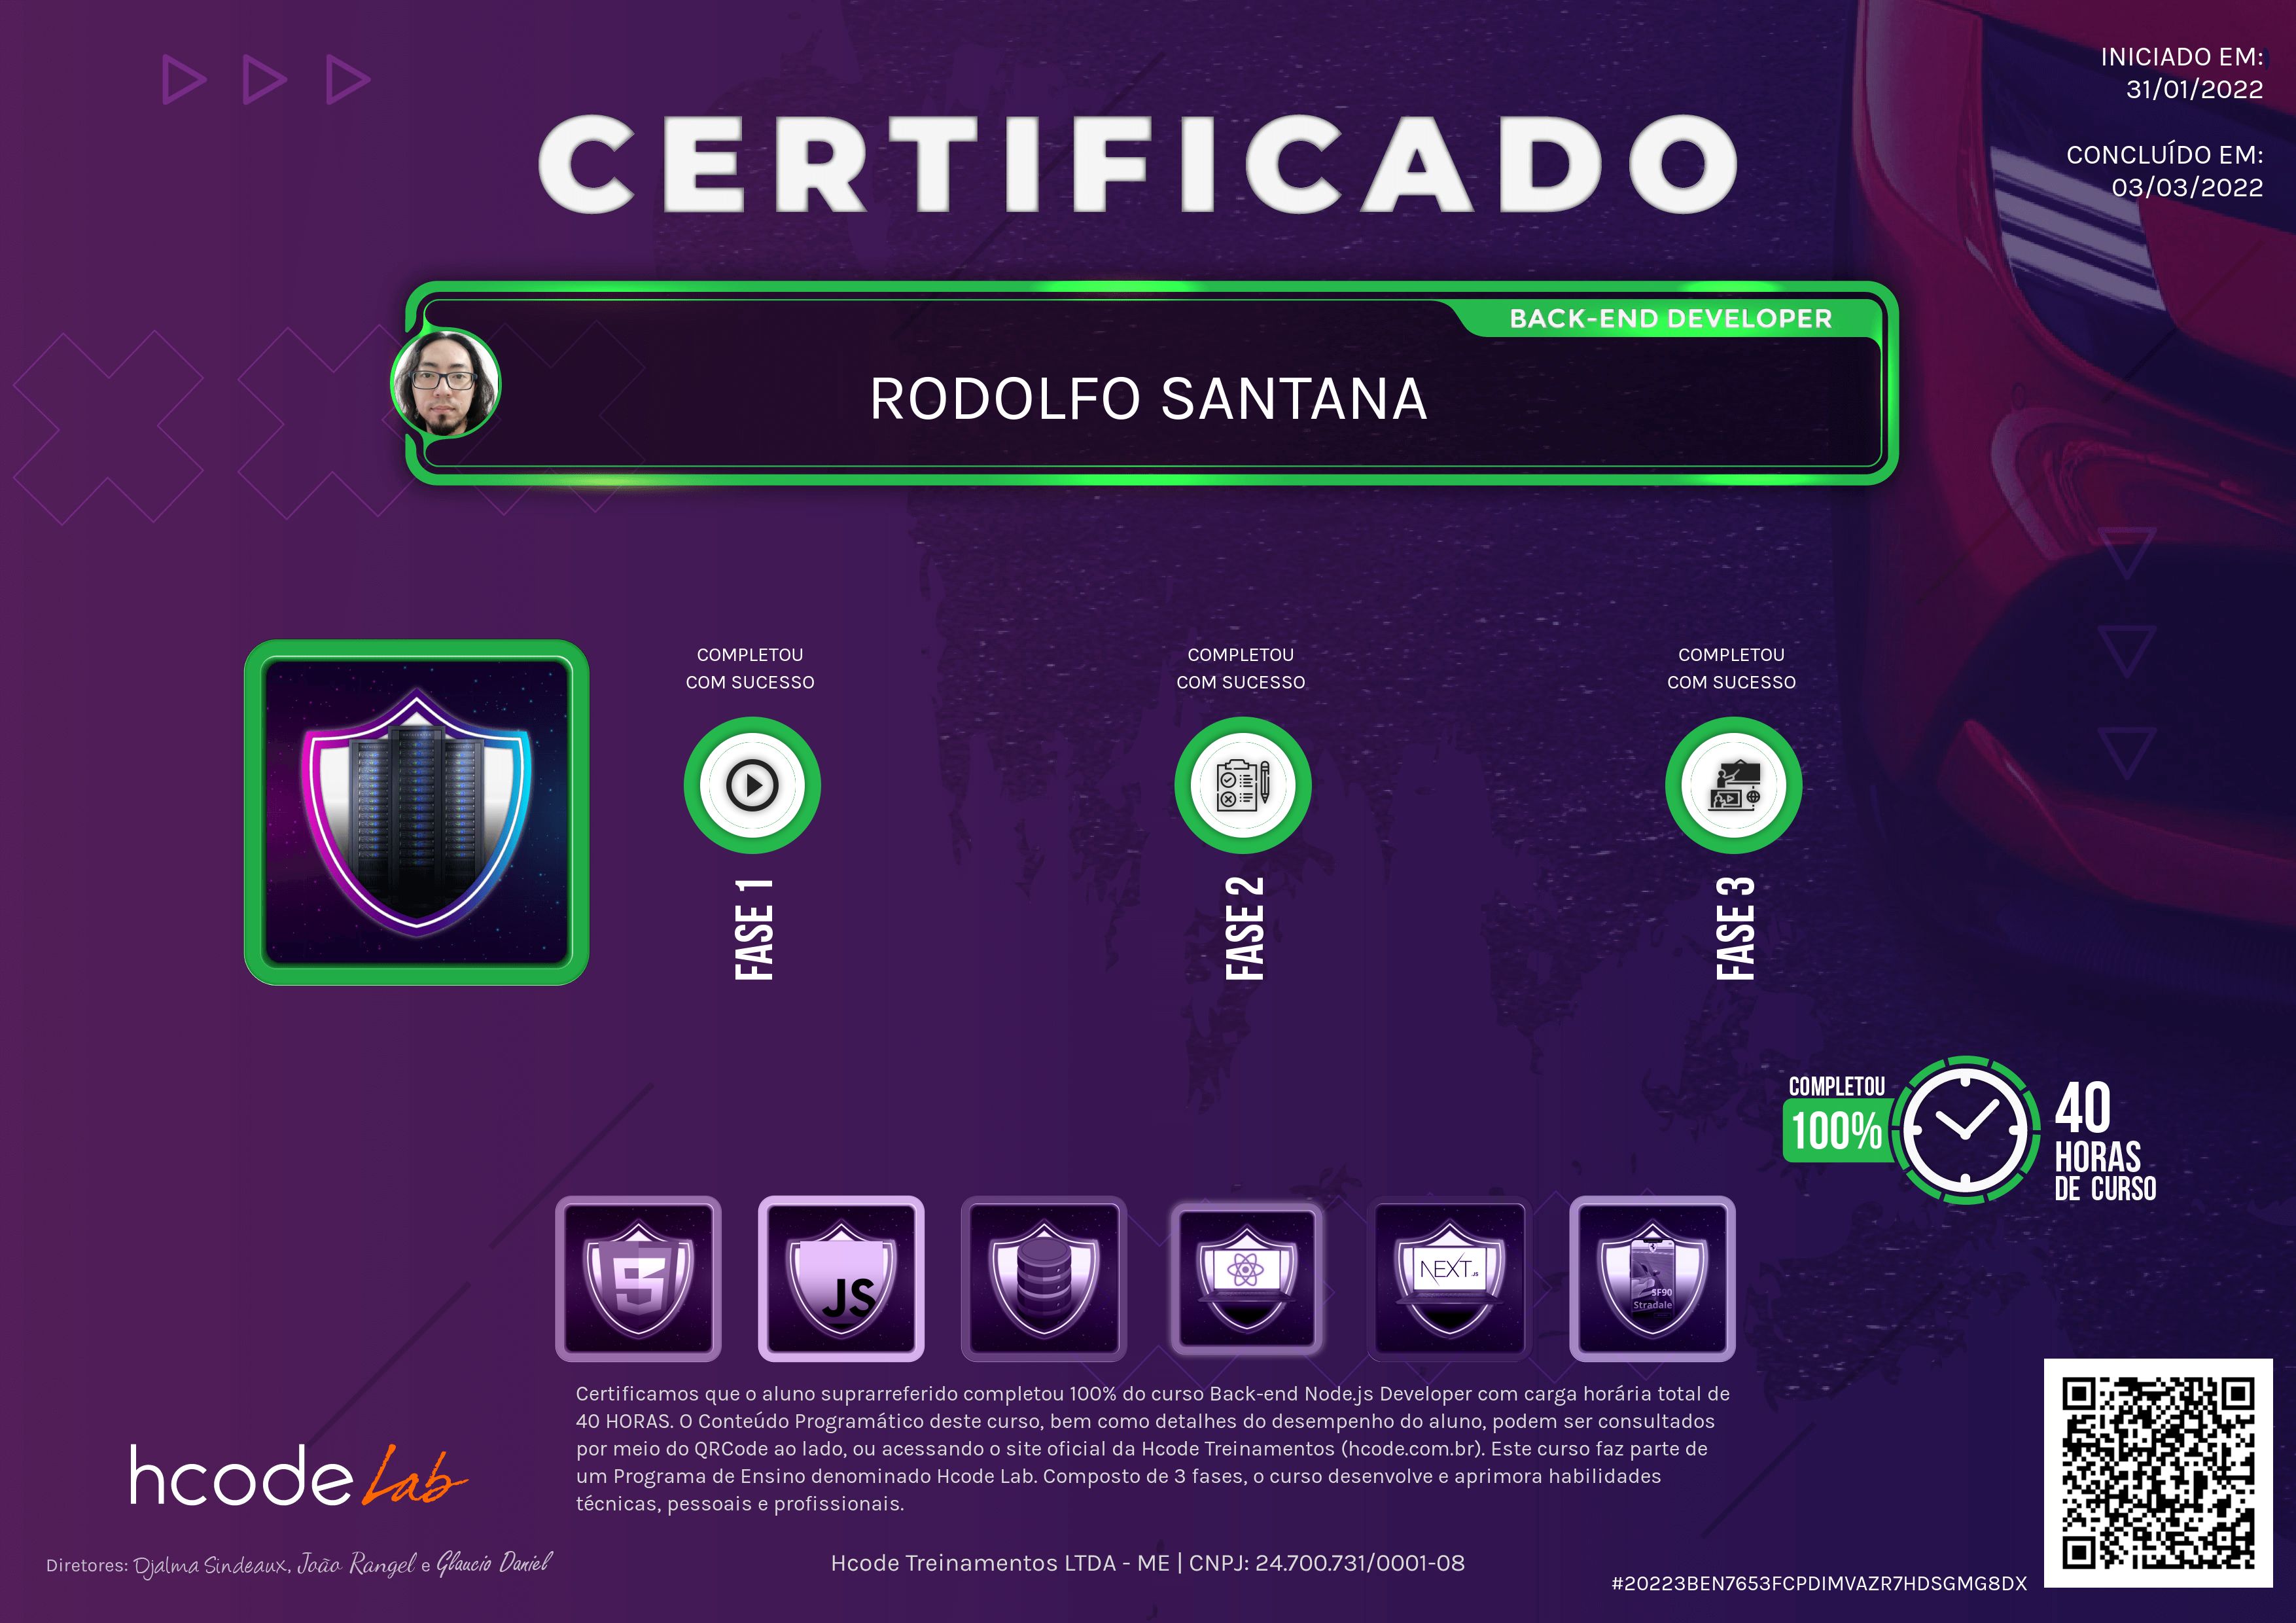 INICIADO EM:
31/01/2022
CONCLUÍDO EM:
03/03/2022
CERTIFICADO
BACK-END DEVELOPER
RODOLFO SANTANA
COMPLETOU
COM SUCESSO
FASE 1
COMPLETOU
COM SUCESSO
FASE 2
COMPLETOU
COM SUCESSO
FASE 3
COMPLETOU
100%
40
HORAS
DE CURSO
5
JS
NEXT.JS
SF90
Stradale
Certificamos que o aluno suprarreferido completou 100% do curso Back-end Node.js Developer com carga horária total de
40 HORAS. O Conteúdo Programático deste curso, bem como detalhes do desempenho do aluno, podem ser consultados
por meio do QRCode ao lado, ou acessando o site oficial da Hcode Treinamentos (hcode.com.br). Este curso faz parte de
um Programa de Ensino denominado Hcode Lab. Composto de 3 fases, o curso desenvolve e aprimora habilidades
técnicas, pessoais e profissionais.
hcode Lab
Diretores: Djalma Sindeaux, João Rangel e Glaucio Daniel
Hcode Treinamentos LTDA - ME | CNPJ: 24.700.731/0001-08
#20223BEN7653FCPDIMVAZR7HDSGMG8DX